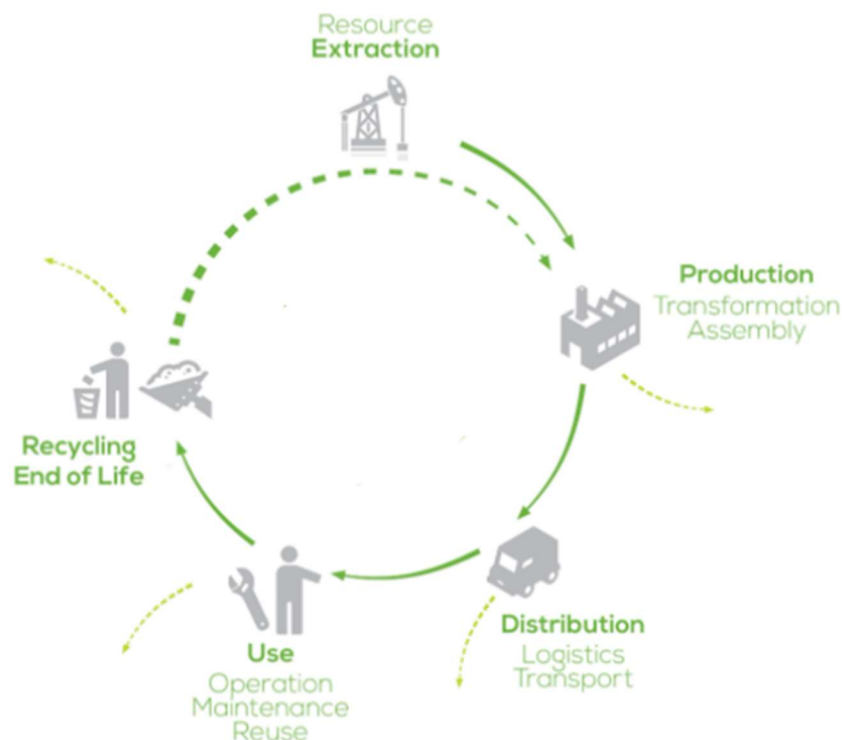 Resource
Extraction
Production
Transformation
Assembly
Distribution
Logistics
Transport
Use
Operation
Maintenance
Reuse
Recycling
End of Life